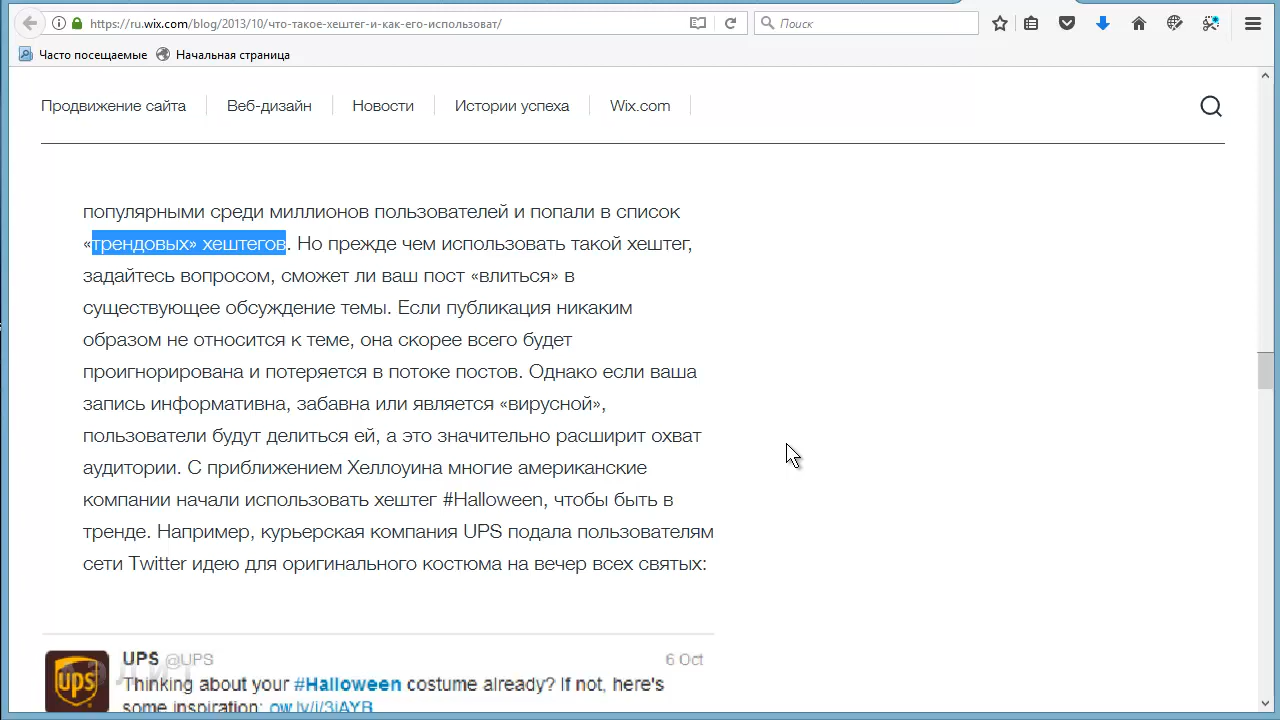 https://ru.wix.com/blog/2013/10/что-такое-хештег-и-как-его-использоват/
Поиск
Часто посещаемые
Начальная страница
Продвижение сайта
Веб-дизайн
Новости
Истории успеха
Wix.com
популярными среди миллионов пользователей и попали в список
«трендовых» хештегов. Но прежде чем использовать такой хештег,
задайтесь вопросом, сможет ли ваш пост «влиться» в
существующее обсуждение темы. Если публикация никаким
образом не относится к теме, она скорее всего будет
проигнорирована и потеряется в потоке постов. Однако если ваша
запись информативна, забавна или является «вирусной»,
пользователи будут делиться ей, а это значительно расширит охват
аудитории. С приближением Хеллоуина многие американские
компании начали использовать хештег #Halloween, чтобы быть в
тренде. Например, курьерская компания UPS подала пользователям
сети Twitter идею для оригинального костюма на вечер всех святых:
UPS @UPS
6 Oct
ups
Thinking about your #Halloween costume already? If not, here's
some inspiration: